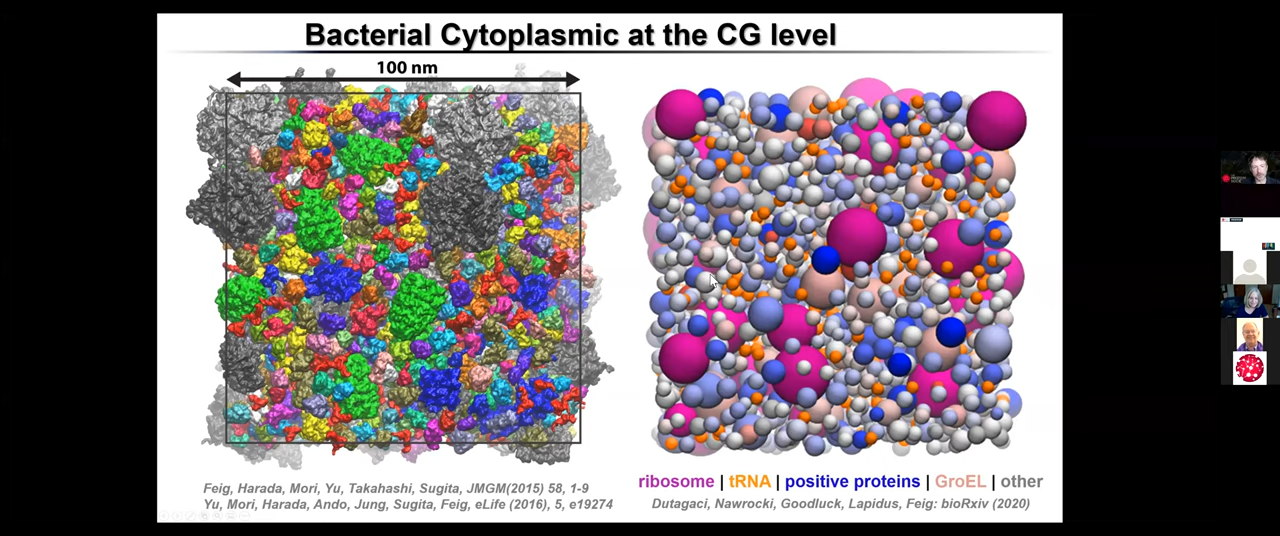 Bacterial Cytoplasmic at the CG level
100 nm
ribosome | tRNA | positive proteins | GroEL | other
Feig, Harada, Mori, Yu, Takahashi, Sugita, JMGM(2015) 58, 1-9
Yu, Mori, Harada, Ando, Jung, Sugita, Feig, eLife (2016), 5, e19274
Dutagaci, Nawrocki, Goodluck, Lapidus, Feig: bioRxiv (2020)